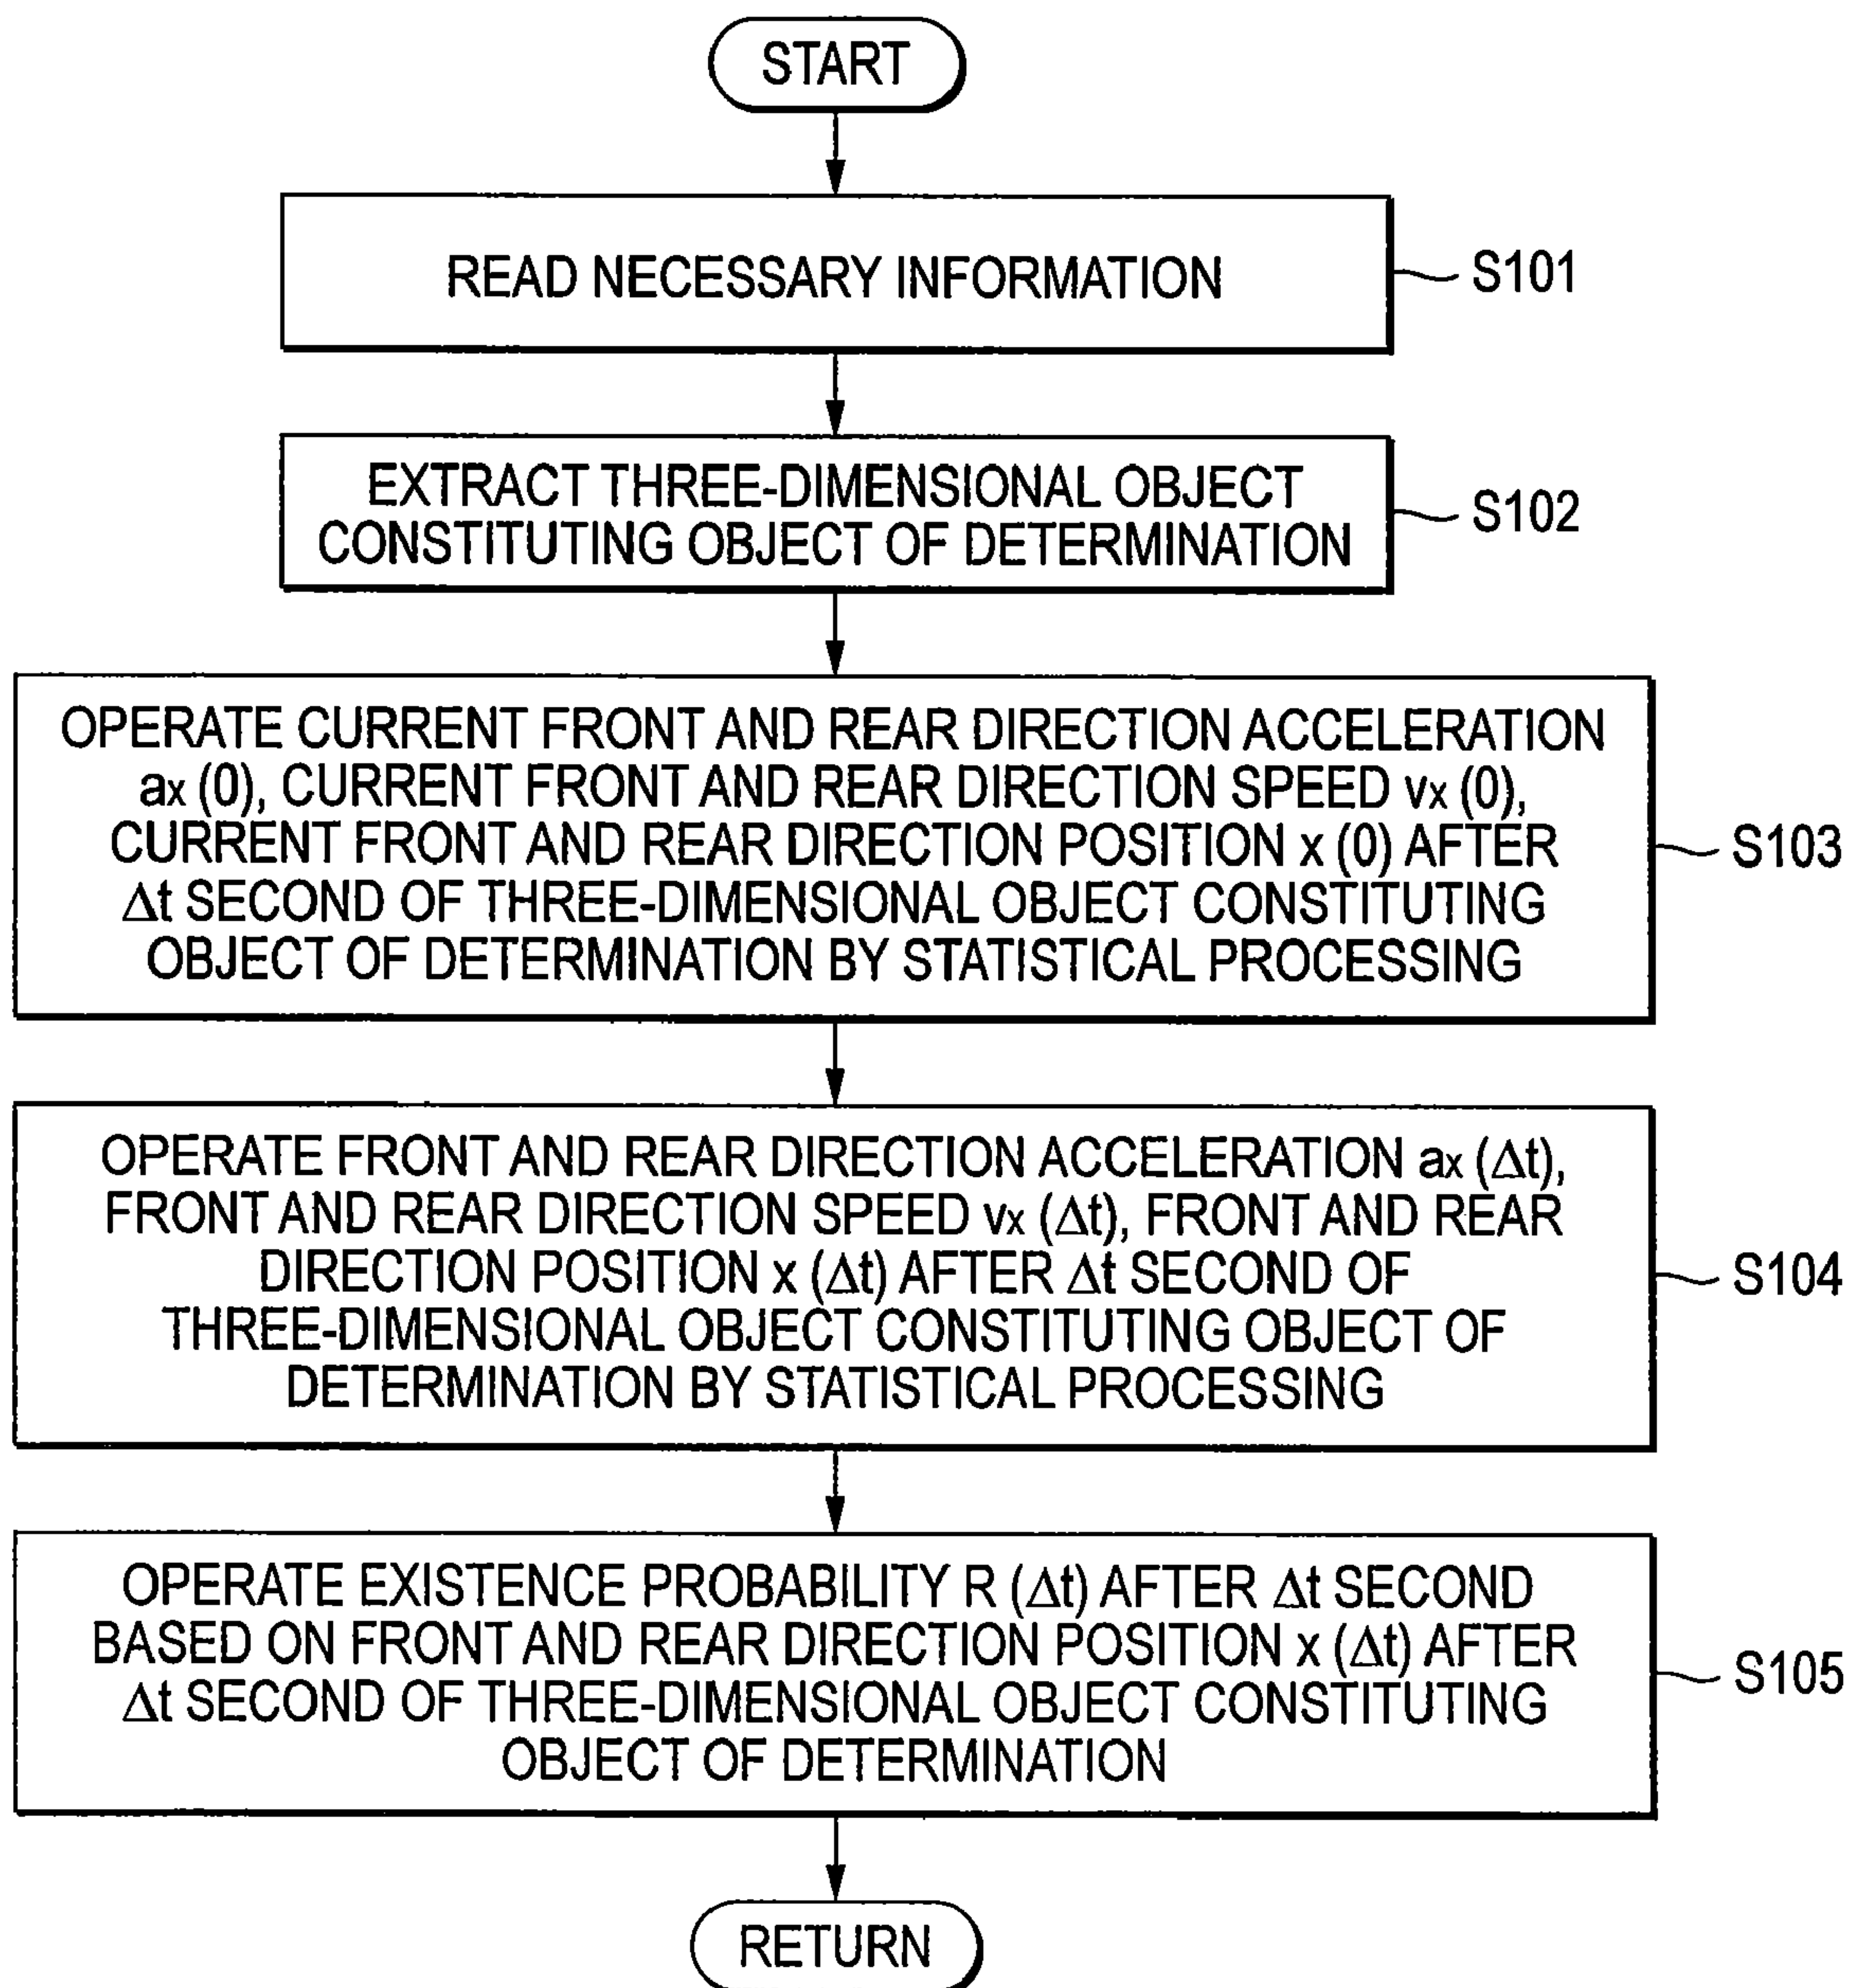 START
READ NECESSARY INFORMATION
S101
EXTRACT THREE-DIMENSIONAL OBJECT
CONSTITUTING OBJECT OF DETERMINATION
S102
OPERATE CURRENT FRONT AND REAR DIRECTION ACCELERATION
ax (0), CURRENT FRONT AND REAR DIRECTION SPEED vx (0),
CURRENT FRONT AND REAR DIRECTION POSITION x (0) AFTER
Δt SECOND OF THREE-DIMENSIONAL OBJECT CONSTITUTING
OBJECT OF DETERMINATION BY STATISTICAL PROCESSING
S103
OPERATE FRONT AND REAR DIRECTION ACCELERATION ax (Δt),
FRONT AND REAR DIRECTION SPEED vx (Δt), FRONT AND REAR
DIRECTION POSITION x (Δt) AFTER Δt SECOND OF
THREE-DIMENSIONAL OBJECT CONSTITUTING OBJECT OF
DETERMINATION BY STATISTICAL PROCESSING
S104
OPERATE EXISTENCE PROBABILITY R (Δt) AFTER Δt SECOND
BASED ON FRONT AND REAR DIRECTION POSITION x (Δt) AFTER
Δt SECOND OF THREE-DIMENSIONAL OBJECT CONSTITUTING
OBJECT OF DETERMINATION
S105
RETURN